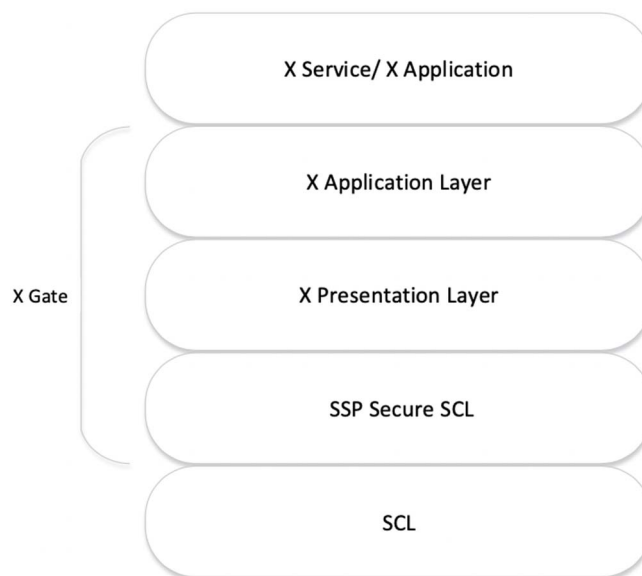 X Service/ X Application
X Application Layer
X Gate
X Presentation Layer
SSP Secure SCL
SCL